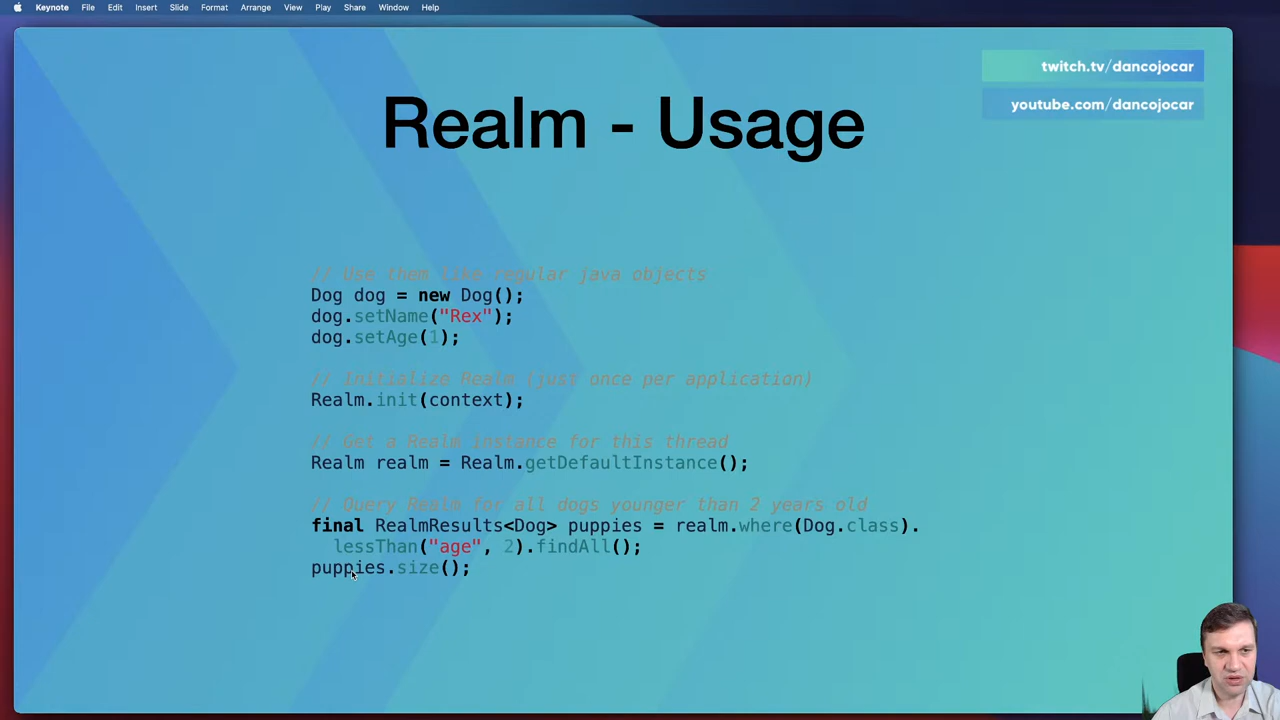 Keynote File Edit Insert Slide Format Arrange View Play Share Window Help
twitch.tv/dancojocar
youtube.com/dancojocar
Realm - Usage
// Use them like regular java objects
Dog dog = new Dog();
dog.setName("Rex");
dog.setAge(1);
// Initialize Realm (just once per application)
Realm.init(context);
// Get a Realm instance for this thread
Realm realm = Realm.getDefaultInstance();
// Query Realm for all dogs younger than 2 years old
final RealmResults<Dog> puppies = realm.where(Dog.class).
lessThan("age", 2).findAll();
puppies.size();